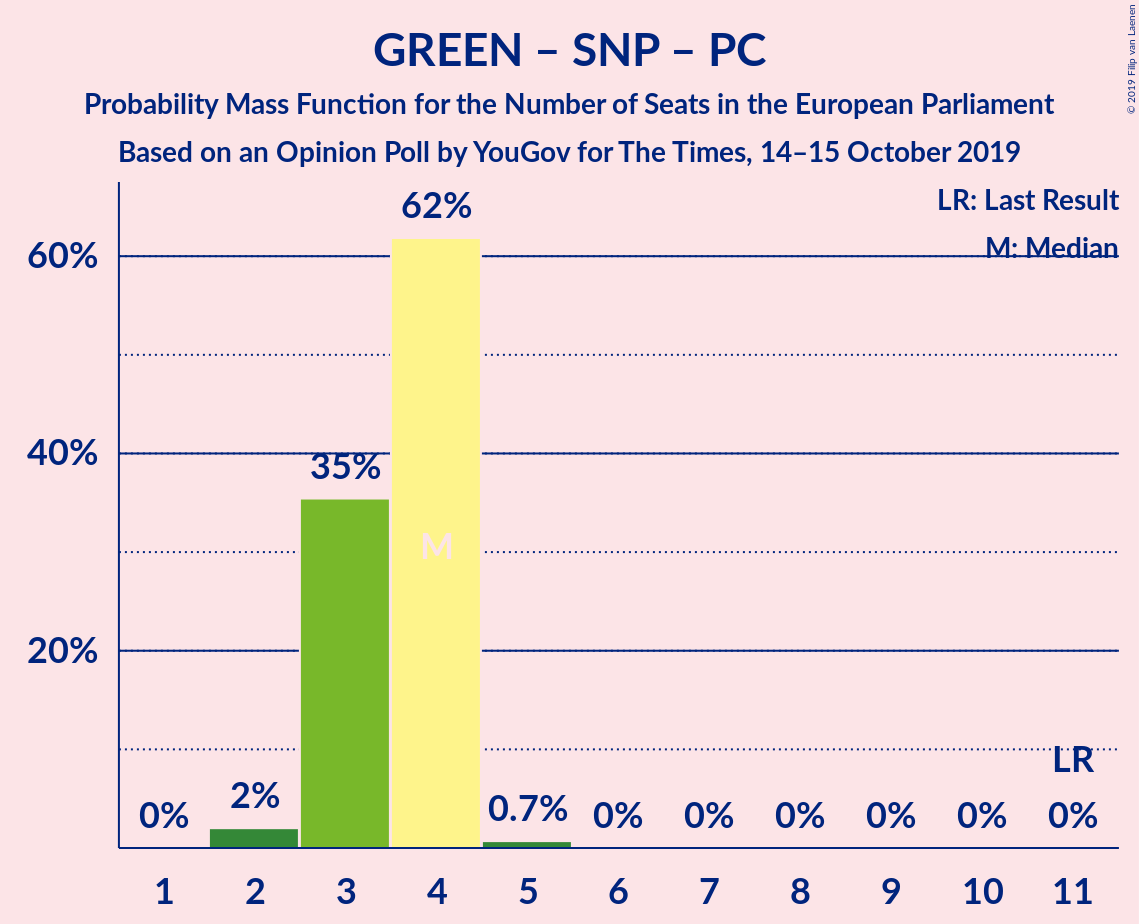 GREEN – SNP – PC
Probability Mass Function for the Number of Seats in the European Parliament
Based on an Opinion Poll by YouGov for The Times, 14–15 October 2019
© 2019 Filip van Laenen
LR: Last Result
M: Median
60%
40%
20%
0%
2%
35%
62%
M
0.7%
0%
0%
0%
0%
0%
LR
0%
1 2 3 4 5 6 7 8 9 10 11